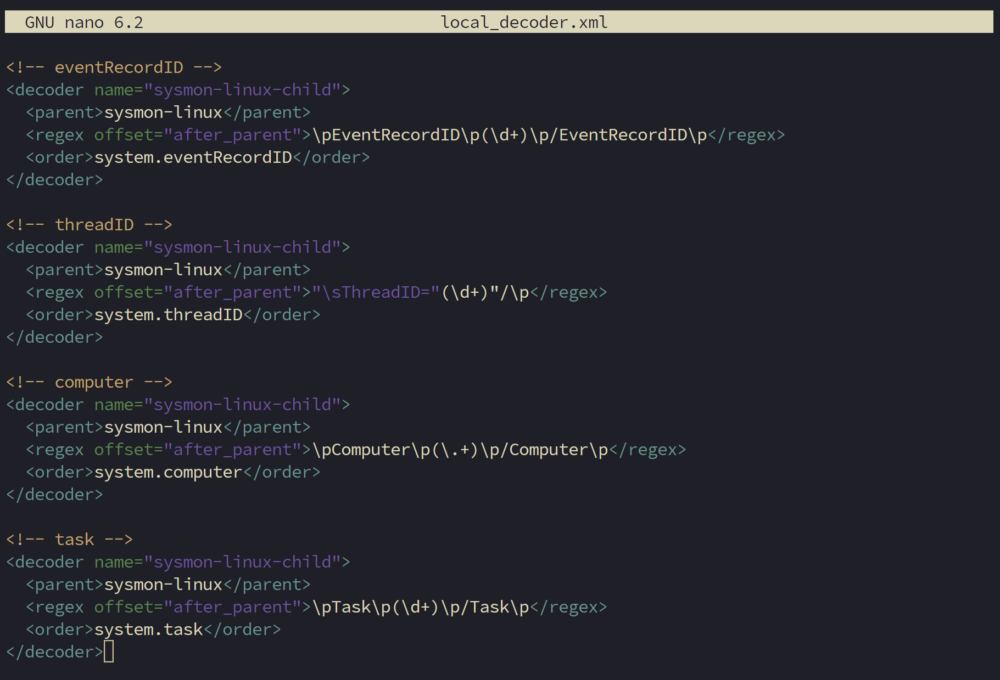 GNU nano 6.2 local_decoder.xml
<!-- eventRecordID -->
<decoder name="sysmon-linux-child">
  <parent>sysmon-linux</parent>
  <regex offset="after_parent">\pEventRecordID\p(\d+)\p/EventRecordID\p</regex>
  <order>system.eventRecordID</order>
</decoder>
<!-- threadID -->
<decoder name="sysmon-linux-child">
  <parent>sysmon-linux</parent>
  <regex offset="after_parent">"\sThreadID="(\d+)"/\p</regex>
  <order>system.threadID</order>
</decoder>
<!-- computer -->
<decoder name="sysmon-linux-child">
  <parent>sysmon-linux</parent>
  <regex offset="after_parent">\pComputer\p(\.+)\p/Computer\p</regex>
  <order>system.computer</order>
</decoder>
<!-- task -->
<decoder name="sysmon-linux-child">
  <parent>sysmon-linux</parent>
  <regex offset="after_parent">\pTask\p(\d+)\p/Task\p</regex>
  <order>system.task</order>
</decoder>